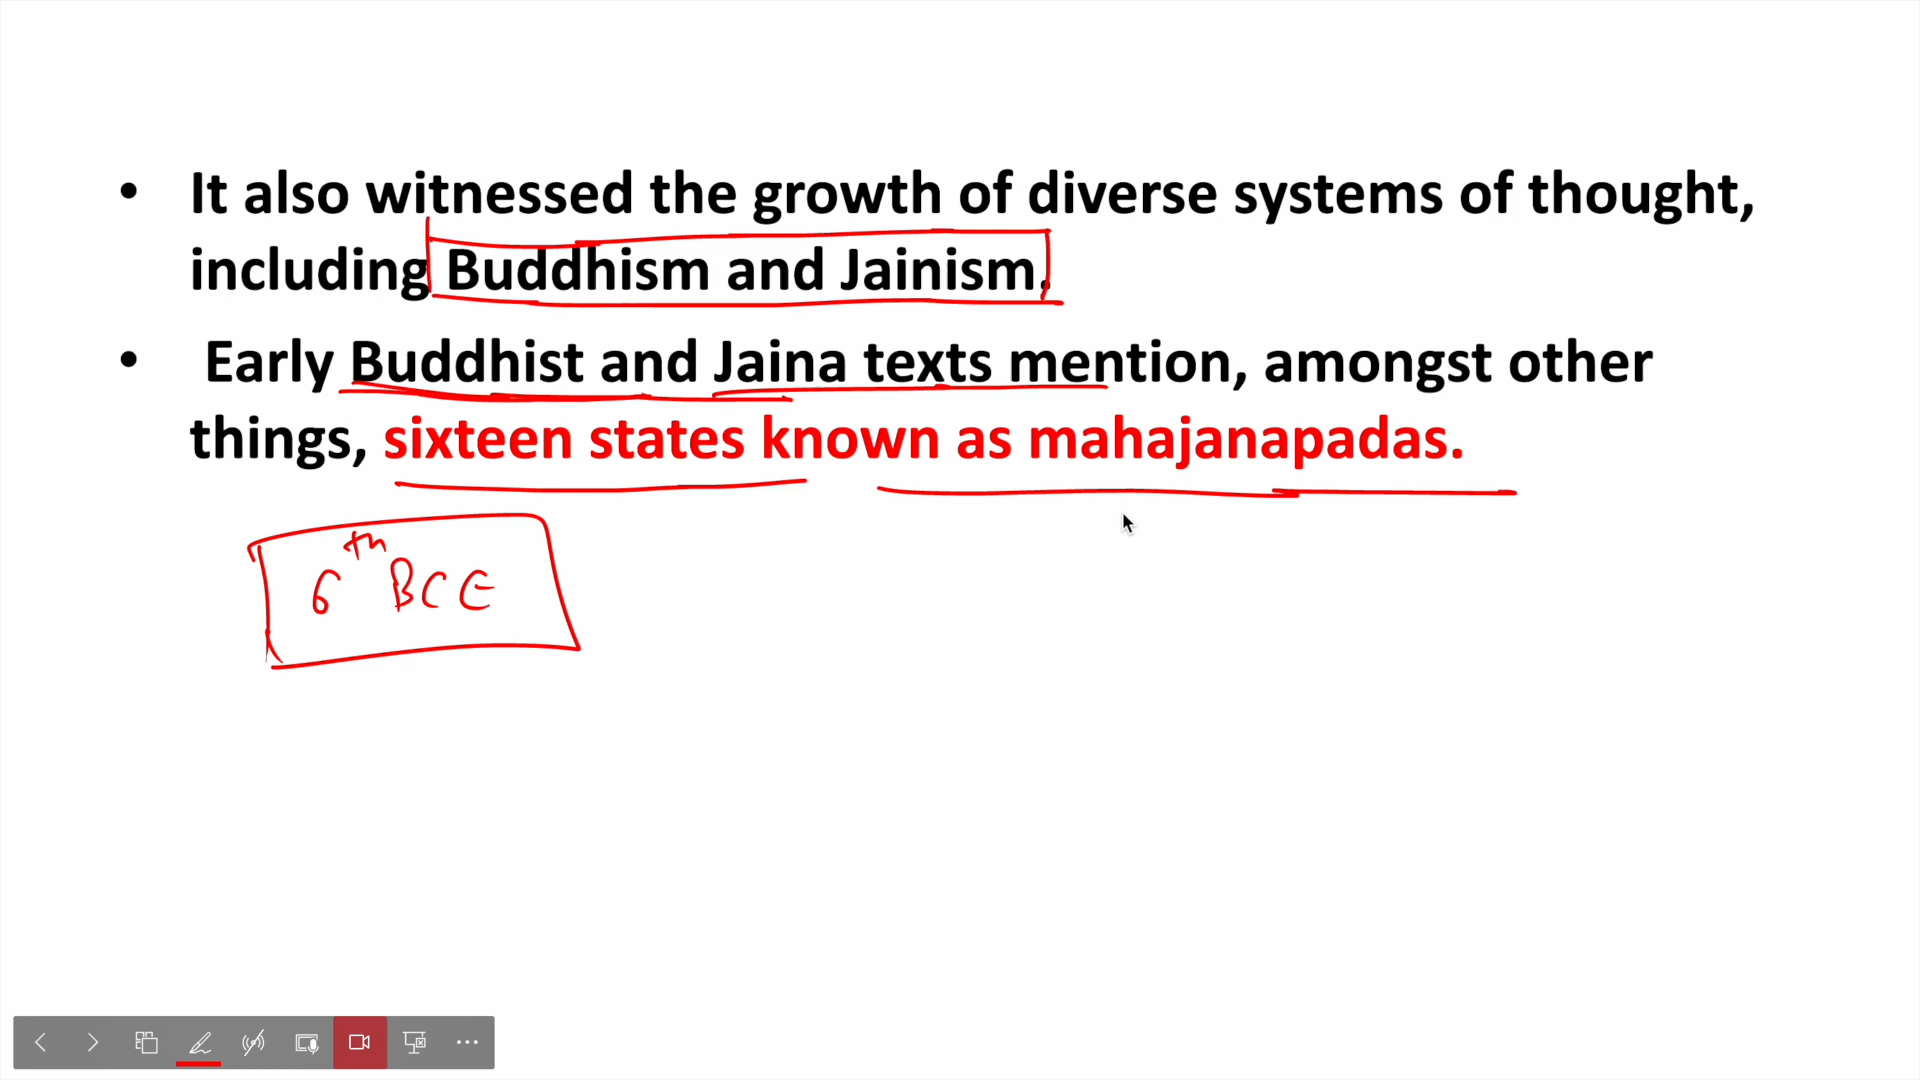 • It also witnessed the growth of diverse systems of thought,
including Buddhism and Jainism.
• Early Buddhist and Jaina texts mention, amongst other
things, sixteen states known as mahajanapadas.
6th BCE